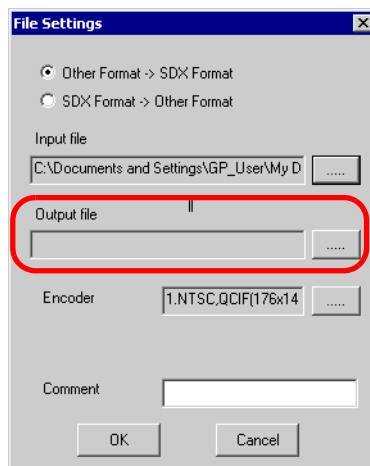 File Settings
Other Format -> SDX Format
SDX Format -> Other Format
Input file
C:\Documents and Settings\GP_User\My D
.....
Output file
.....
Encoder
1.NTSC,QCIF(176x14
.....
Comment
OK
Cancel